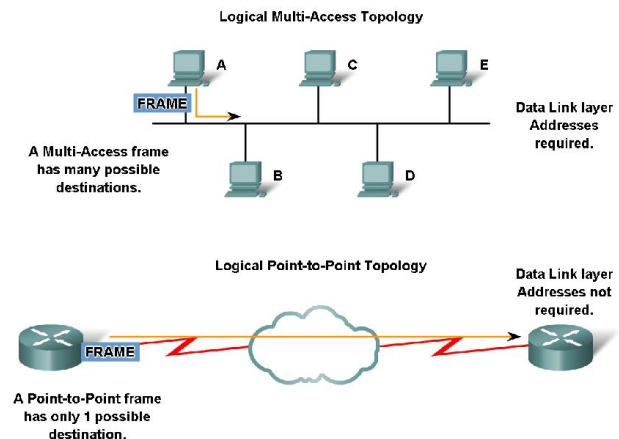 Logical Multi-Access Topology
A
C
E
FRAME
Data Link layer
Addresses
required.
A Multi-Access frame
has many possible
destinations.
B
D
Logical Point-to-Point Topology
Data Link layer
Addresses not
required.
FRAME
A Point-to-Point frame
has only 1 possible
destination.